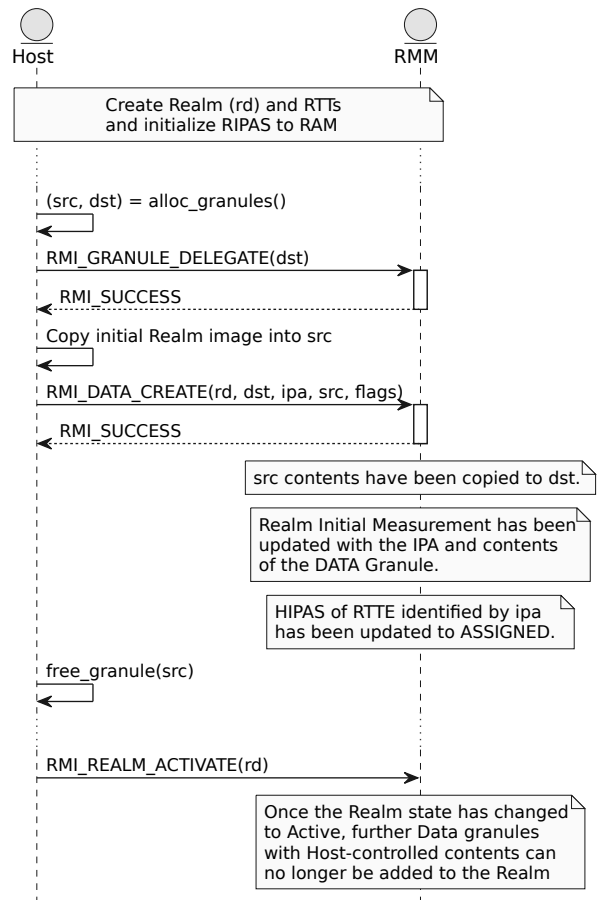 Host
RMM
Create Realm (rd) and RTTs
and initialize RIPAS to RAM
(src, dst) = alloc_granules()
RMI_GRANULE_DELEGATE(dst)
RMI_SUCCESS
Copy initial Realm image into src
RMI_DATA_CREATE(rd, dst, ipa, src, flags)
RMI_SUCCESS
src contents have been copied to dst.
Realm Initial Measurement has been
updated with the IPA and contents
of the DATA Granule.
HIPAS of RTTE identified by ipa
has been updated to ASSIGNED.
free_granule(src)
RMI_REALM_ACTIVATE(rd)
Once the Realm state has changed
to Active, further Data granules
with Host-controlled contents can
no longer be added to the Realm